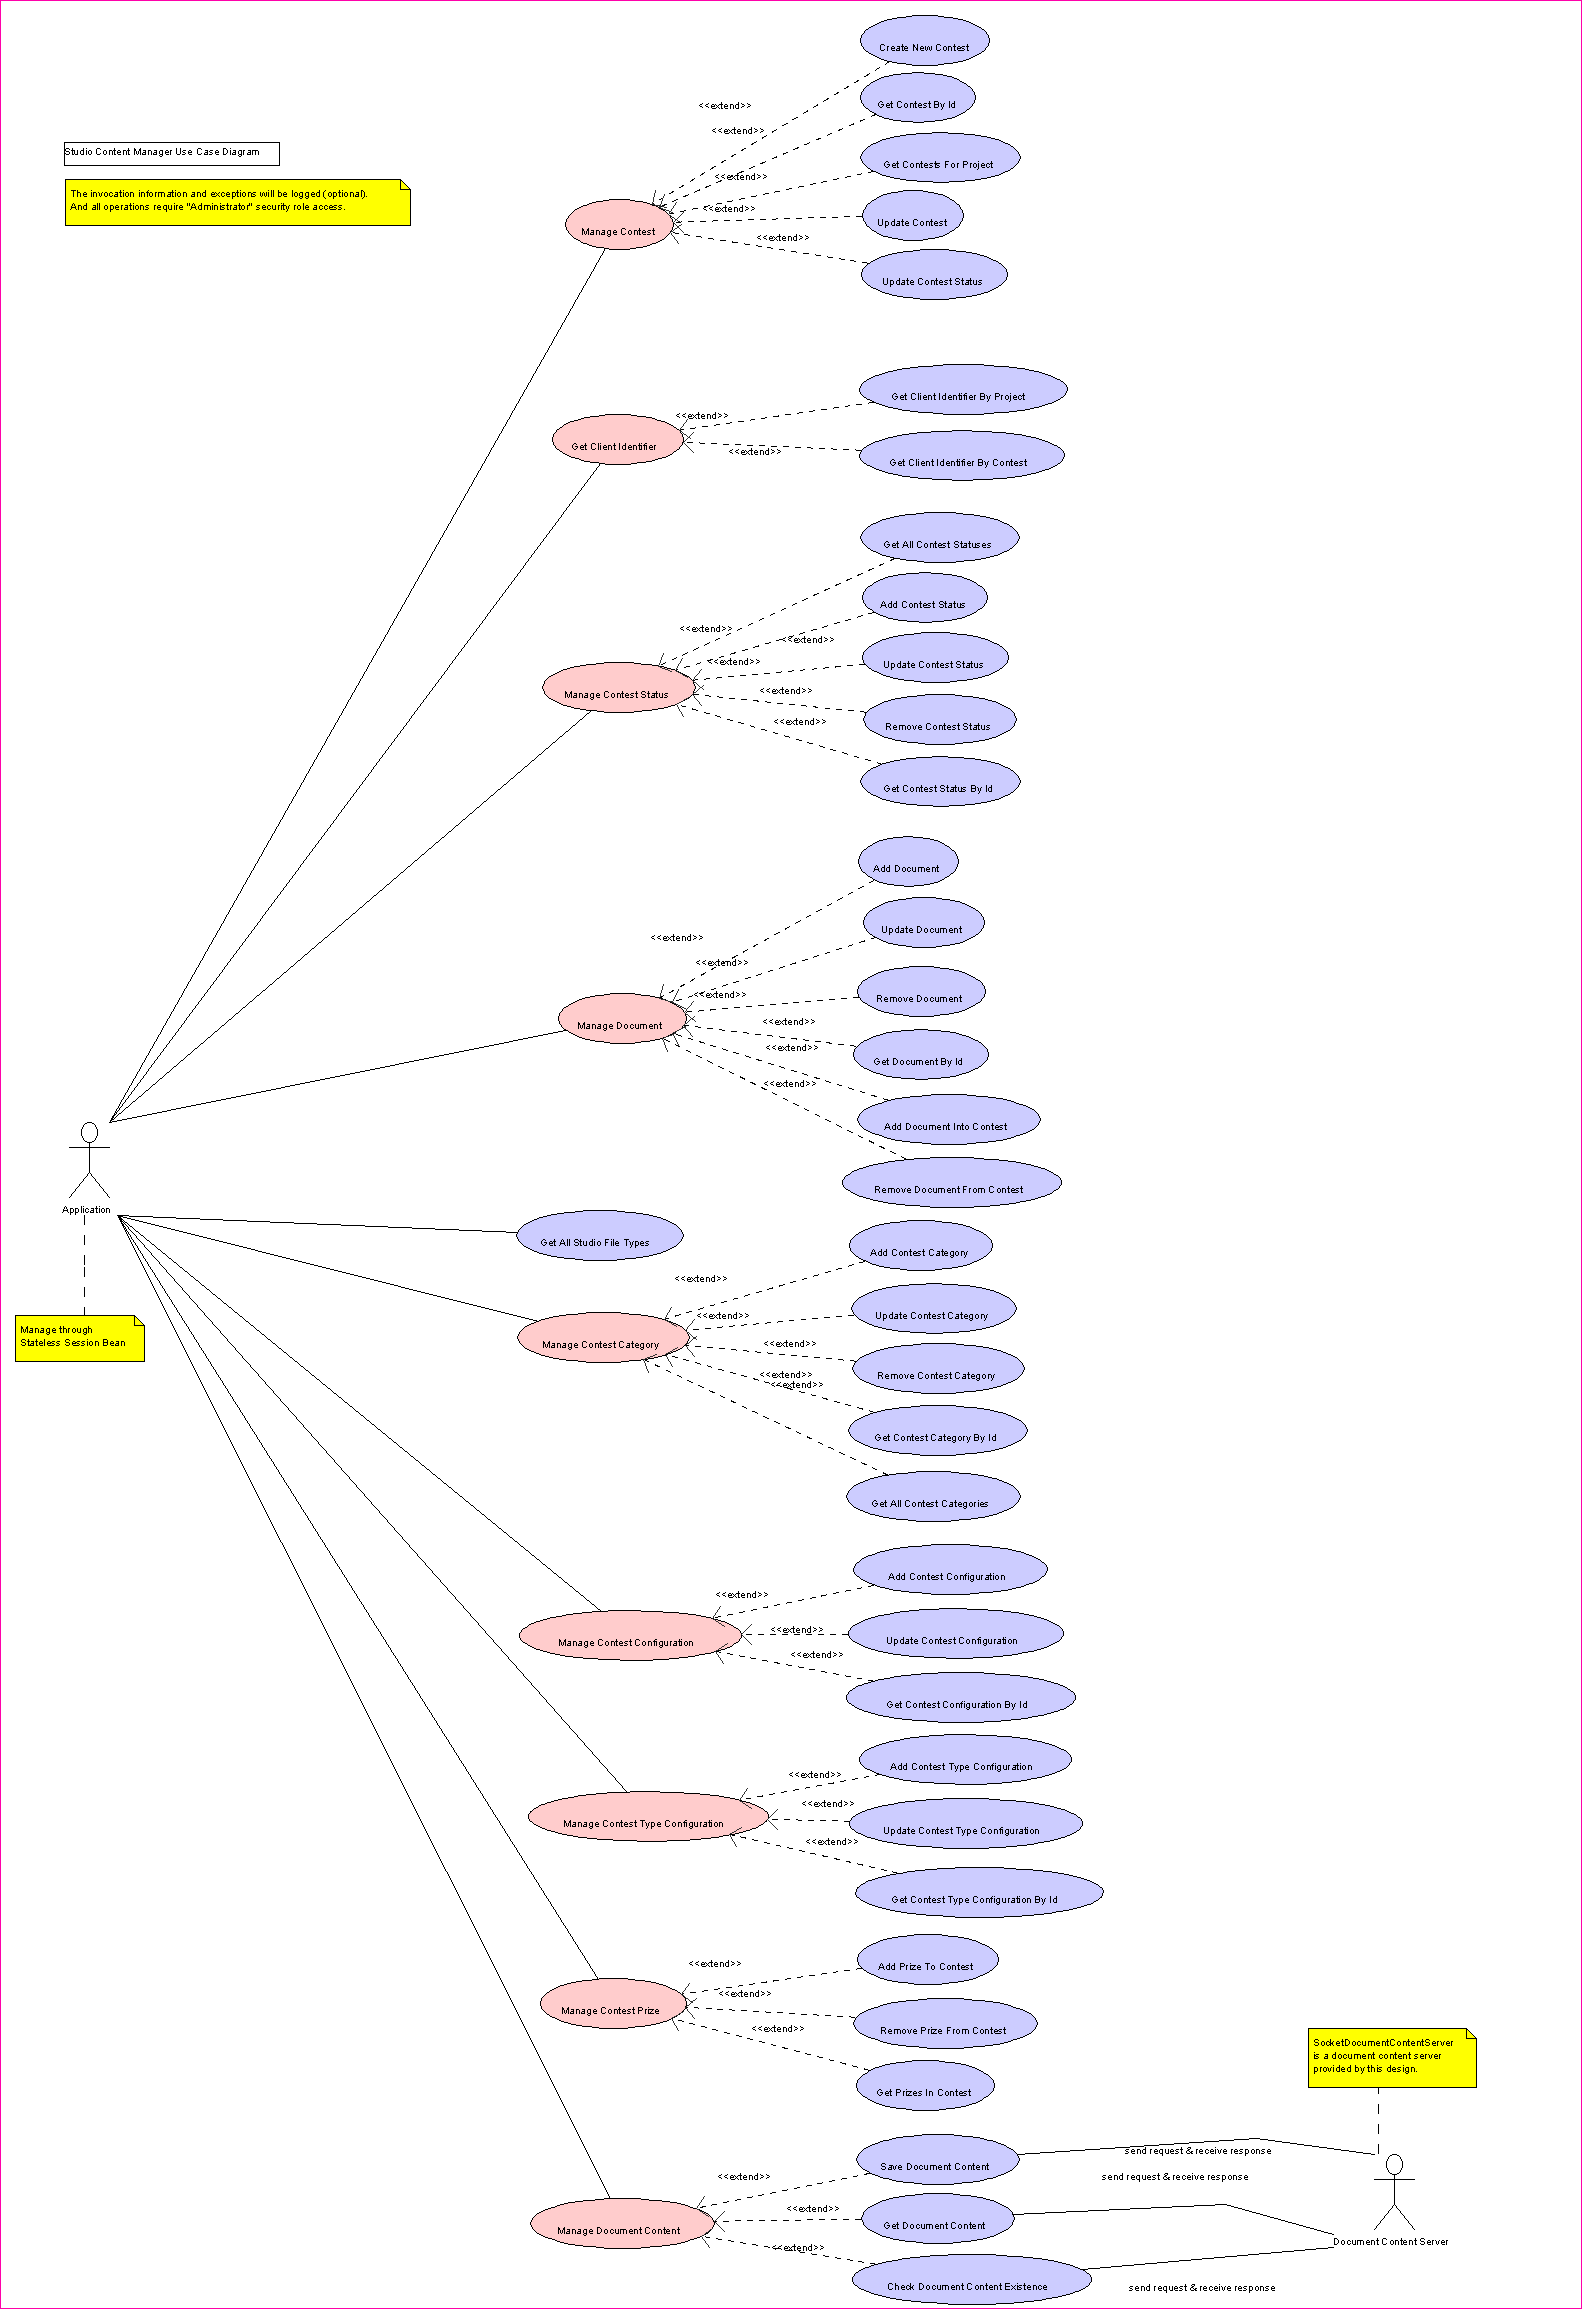 Create New Contest
<<extend>>
Get Contest By Id
<<extend>>
Studio Content Manager Use Case Diagram
Get Contests For Project
<<extend>>
The invocation information and exceptions will be logged (optional).
And all operations require "Administrator" security role access.
<<extend>>
Update Contest
Manage Contest
<<extend>>
Update Contest Status
Get Client Identifier By Project
<<extend>>
Get Client Identifier
<<extend>>
Get Client Identifier By Contest
Get All Contest Statuses
Add Contest Status
<<extend>>
<<extend>>
<<extend>>
Update Contest Status
Manage Contest Status
<<extend>>
<<extend>>
Remove Contest Status
Get Contest Status By Id
Add Document
Update Document
<<extend>>
<<extend>>
<<extend>>
Remove Document
Manage Document
<<extend>>
<<extend>>
Get Document By Id
<<extend>>
Add Document Into Contest
Remove Document From Contest
Application
Get All Studio File Types
Add Contest Category
<<extend>>
<<extend>>
Update Contest Category
Manage through
Stateless Session Bean
Manage Contest Category
<<extend>>
<<extend>>
<<extend>>
Remove Contest Category
Get Contest Category By Id
Get All Contest Categories
Add Contest Configuration
<<extend>>
<<extend>>
Manage Contest Configuration
Update Contest Configuration
<<extend>>
Get Contest Configuration By Id
Add Contest Type Configuration
<<extend>>
<<extend>>
Manage Contest Type Configuration
Update Contest Type Configuration
<<extend>>
Get Contest Type Configuration By Id
<<extend>>
Add Prize To Contest
<<extend>>
Manage Contest Prize
<<extend>>
Remove Prize From Contest
Get Prizes In Contest
SocketDocumentContentServer
is a document content server
provided by this design.
send request & receive response
Save Document Content
<<extend>>
send request & receive response
<<extend>>
Get Document Content
Manage Document Content
<<extend>>
Document Content Server
Check Document Content Existence
send request & receive response